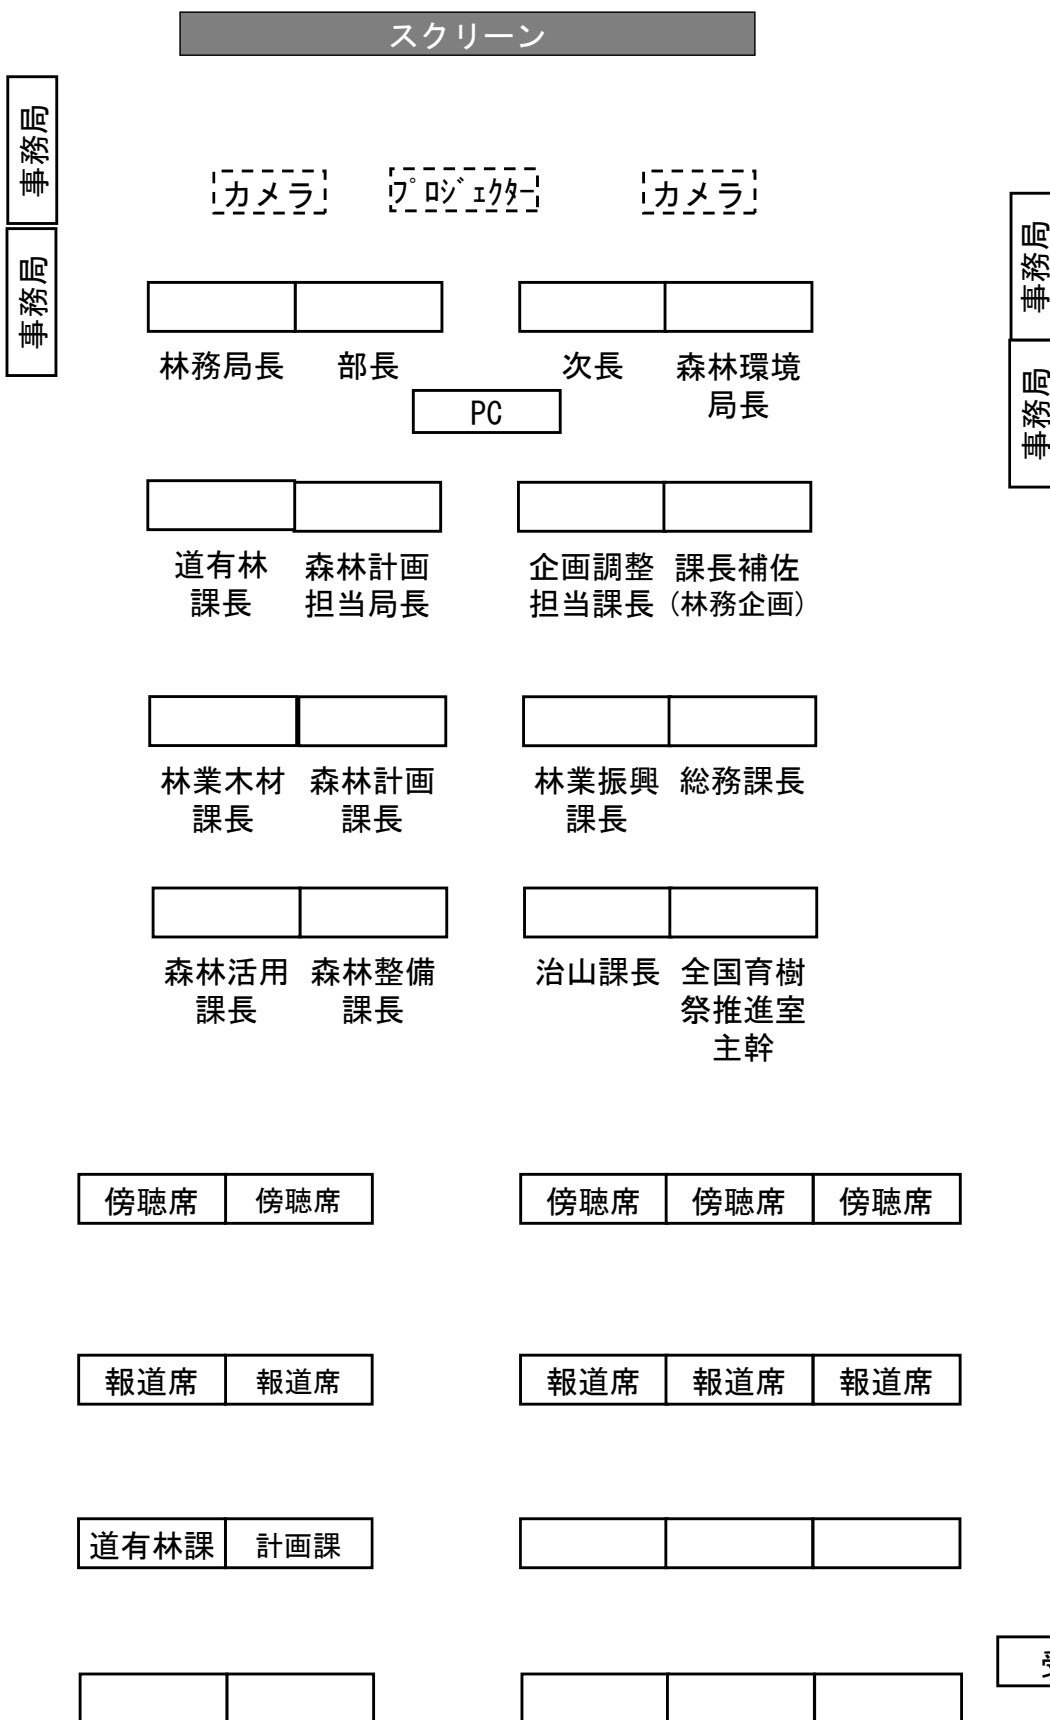 スクリーン
事務局
事務局
カメラ
プロジェクター
カメラ
事務局
事務局
林務局長
部長
次長
森林環境
局長
PC
道有林
課長
森林計画
担当局長
企画調整
担当課長
課長補佐
(林務企画)
林業木材
課長
森林計画
課長
林業振興
課長
総務課長
森林活用
課長
森林整備
課長
治山課長
全国育樹
祭推進室
主幹
傍聴席
傍聴席
傍聴席
傍聴席
傍聴席
報道席
報道席
報道席
報道席
報道席
道有林課
計画課